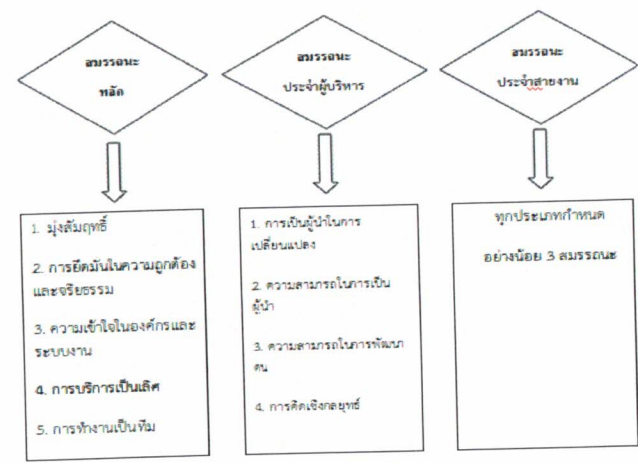 สมรรถนะ
หลัก
สมรรถนะ
ประจำผู้บริหาร
สมรรถนะ
ประจำสายงาน
1. มุ่งสัมฤทธิ์
2. การยึดมั่นในความถูกต้อง
และจริยธรรม
3. ความเข้าใจในองค์กรและ
ระบบงาน
4. การบริการเป็นเลิศ
5. การทำงานเป็นทีม
1. การเป็นผู้นำในการ
เปลี่ยนแปลง
2. ความสามารถในการเป็น
ผู้นำ
3. ความสามารถในการพัฒนา
คน
4. การคิดเชิงกลยุทธ์
ทุกประเภทกำหนด
อย่างน้อย 3 สมรรถนะ